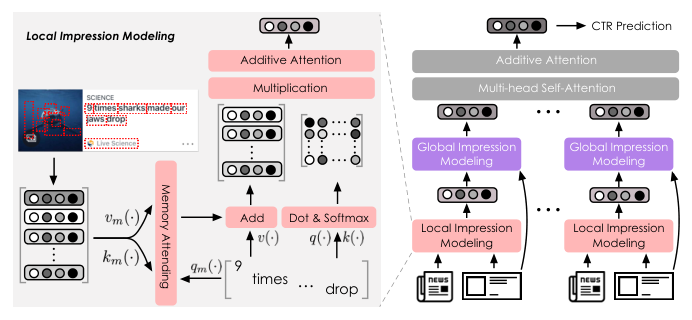 Local Impression Modeling
SCIENCE
9 times sharks made our
jaws drop
Live Science
Additive Attention
Multiplication
Memory Attending
Add
Dot & Softmax
v_m(·)
k_m(·)
q_m(·)
v(·)
q(·)
k(·)
9 times ... drop
CTR Prediction
Additive Attention
Multi-head Self-Attention
Global Impression
Modeling
Global Impression
Modeling
Local Impression
Modeling
Local Impression
Modeling
NEWS
NEWS